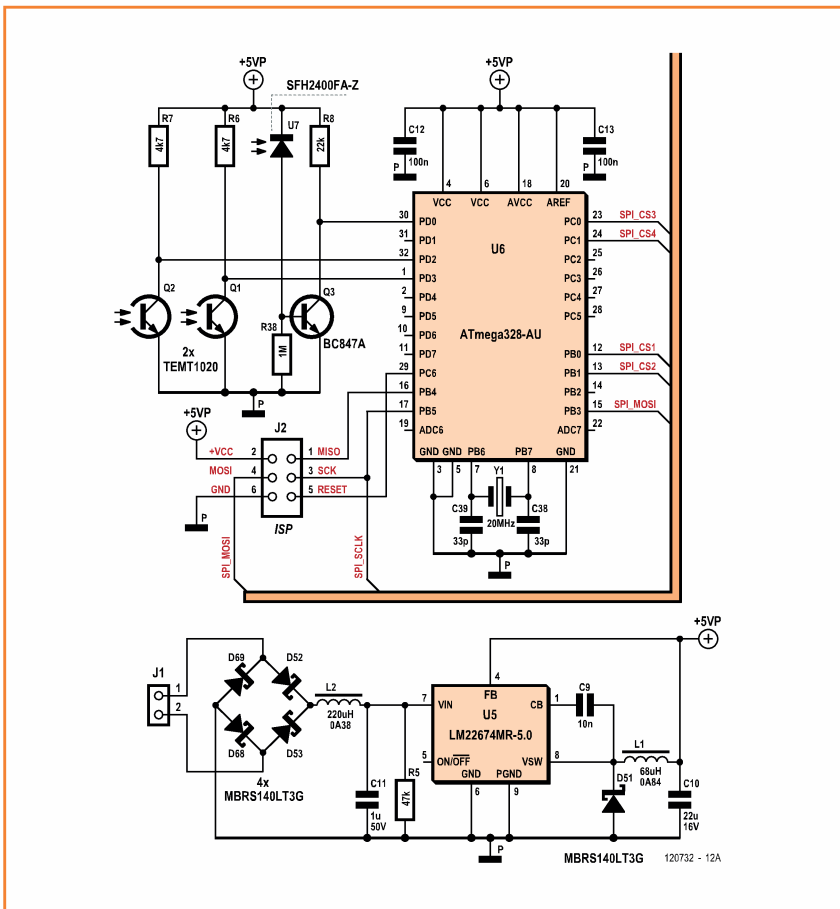 +5VP
SFH2400FA-Z
+5VP
R7
4k7
R6
4k7
U7
R8
22k
C12
100n
P
C13
100n
P
4
6
18
20
VCC
VCC
AVCC
AREF
30
PD0
PC0
23
SPI_CS3
31
PD1
U6
PC1
24
SPI_CS4
32
PD2
PC2
25
1
PD3
PC3
26
2
PD4
PC4
27
9
PD5
PC5
28
10
PD6
ATmega328-AU
11
PD7
PB0
12
SPI_CS1
29
PC6
PB1
13
SPI_CS2
16
PB4
PB2
14
17
PB5
PB3
15
SPI_MOSI
19
ADC6
ADC7
22
GND
GND
PB6
PB7
GND
3
5
7
8
21
Q2
Q1
Q3
2x
TEMT1020
R38
1M
BC847A
P
+5VP
J2
+VCC
2
1
MISO
MOSI
4
3
SCK
GND
6
5
RESET
P
ISP
SPI_MOSI
SPI_SCLK
Y1
20MHz
C39
33p
C38
33p
P
+5VP
J1
1
2
D69
D52
D68
D53
4x
MBRS140LT3G
L2
220uH
0A38
C11
1u
50V
R5
47k
4
FB
7
VIN
U5
CB
1
LM22674MR-5.0
5
ON/OFF
VSW
8
GND
PGND
6
9
C9
10n
L1
68uH
0A84
D51
C10
22u
16V
P
MBRS140LT3G
120732 - 12A